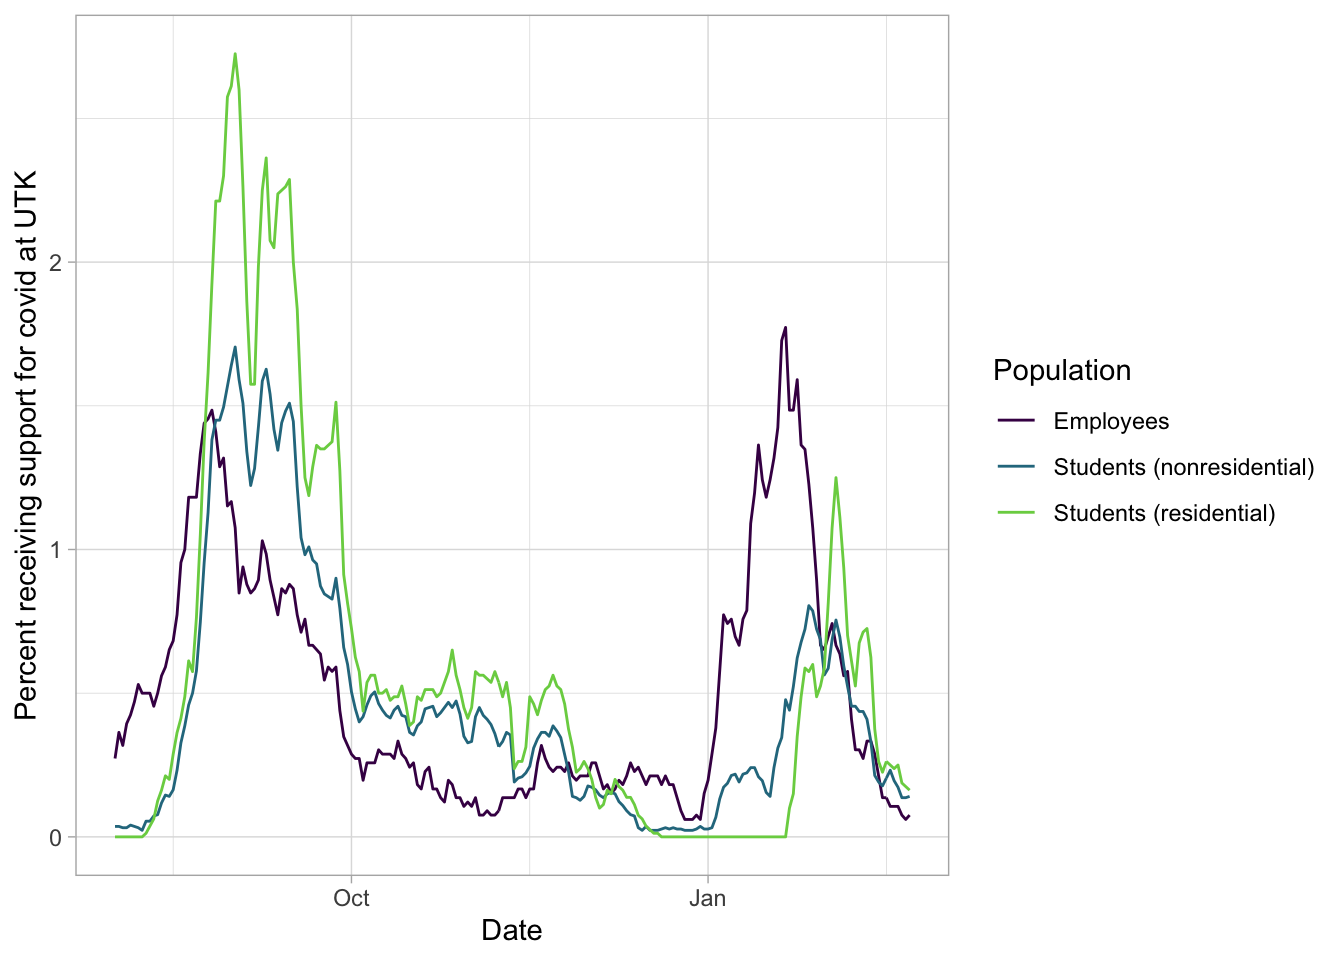 Percent receiving support for covid at UTK
2
1
0
Oct
Jan
Date
Population
Employees
Students (nonresidential)
Students (residential)